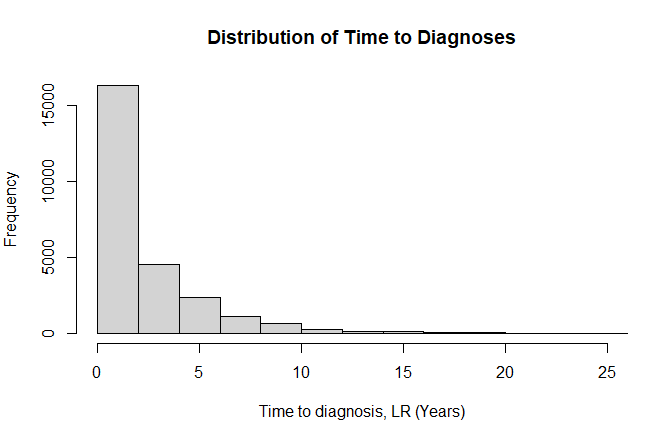 Distribution of Time to Diagnoses
Frequency
15000
10000
5000
0
0 5 10 15 20 25
Time to diagnosis, LR (Years)